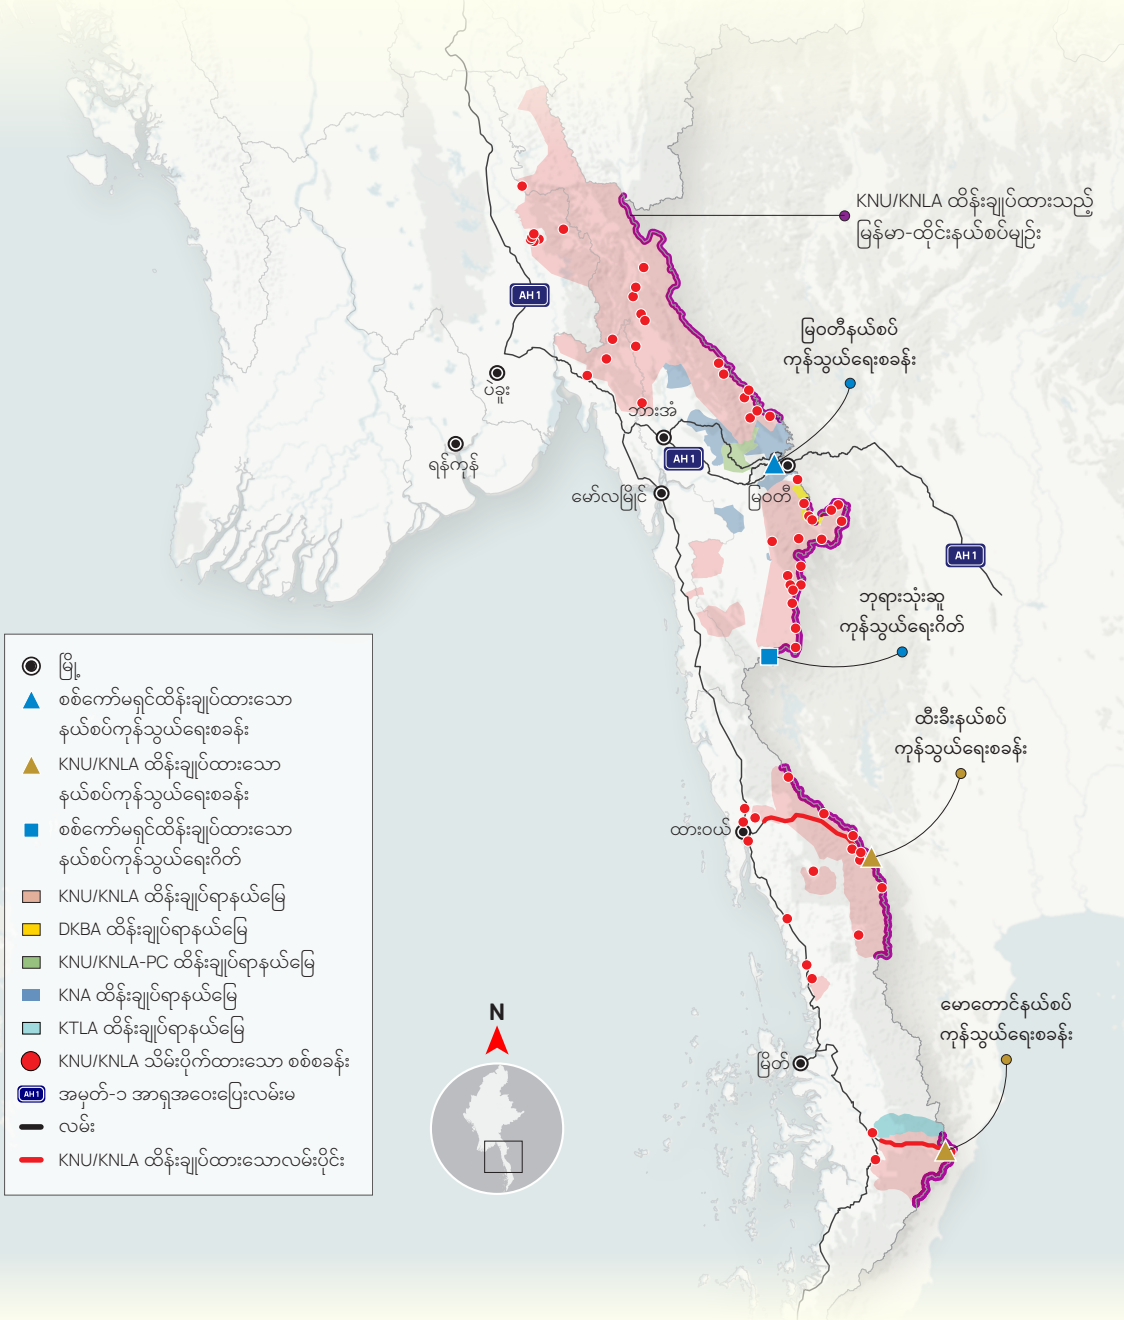 KNU/KNLA ထိန်းချုပ်ထားသည့်
မြန်မာ-ထိုင်းနယ်စပ်မျဉ်း
AH1
မြဝတီနယ်စပ်
ကုန်သွယ်ရေးစခန်း
ပဲခူး
ဘားအံ
ရန်ကုန်
AH1
မော်လမြိုင်
မြဝတီ
AH1
ဘုရားသုံးဆူ
ကုန်သွယ်ရေးဂိတ်
မြို့
စစ်ကော်မရှင်ထိန်းချုပ်ထားသော
နယ်စပ်ကုန်သွယ်ရေးစခန်း
KNU/KNLA ထိန်းချုပ်ထားသော
နယ်စပ်ကုန်သွယ်ရေးစခန်း
စစ်ကော်မရှင်ထိန်းချုပ်ထားသော
နယ်စပ်ကုန်သွယ်ရေးဂိတ်
KNU/KNLA ထိန်းချုပ်ရာနယ်မြေ
DKBA ထိန်းချုပ်ရာနယ်မြေ
KNU/KNLA-PC ထိန်းချုပ်ရာနယ်မြေ
KNA ထိန်းချုပ်ရာနယ်မြေ
KTLA ထိန်းချုပ်ရာနယ်မြေ
KNU/KNLA သိမ်းပိုက်ထားသော စစ်စခန်း
AH1 အမှတ်-၁ အာရှအဝေးပြေးလမ်းမ
လမ်း
KNU/KNLA ထိန်းချုပ်ထားသောလမ်းပိုင်း
ထီးခီးနယ်စပ်
ကုန်သွယ်ရေးစခန်း
ထားဝယ်
မောတောင်နယ်စပ်
ကုန်သွယ်ရေးစခန်း
N
မြိတ်